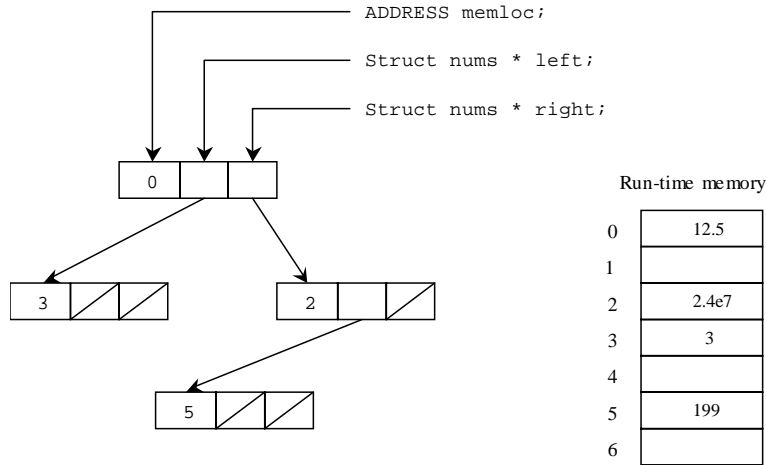 ADDRESS memloc;
Struct nums * left;
Struct nums * right;
0
3
2
5
Run-time memory
0 12.5
1
2 2.4e7
3 3
4
5 199
6